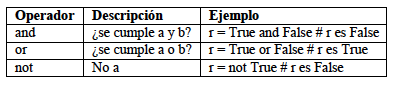 Operador Descripción Ejemplo
and ¿se cumple a y b? r = True and False # r es False
or ¿se cumple a o b? r = True or False # r es True
not No a r = not True # r es False